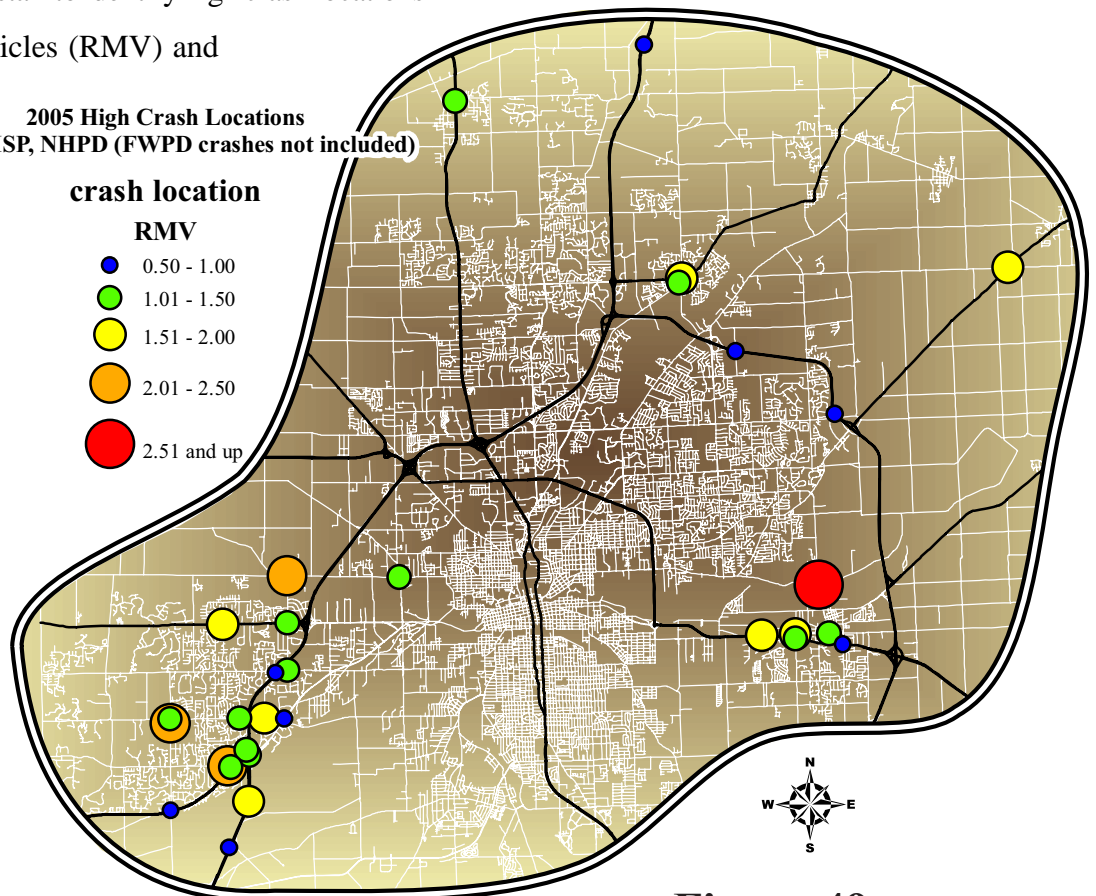 icles (RMV) and
2005 High Crash Locations
SP, NHPD (FWPD crashes not included)
crash location
RMV
0.50 - 1.00
1.01 - 1.50
1.51 - 2.00
2.01 - 2.50
2.51 and up
N
W E
S